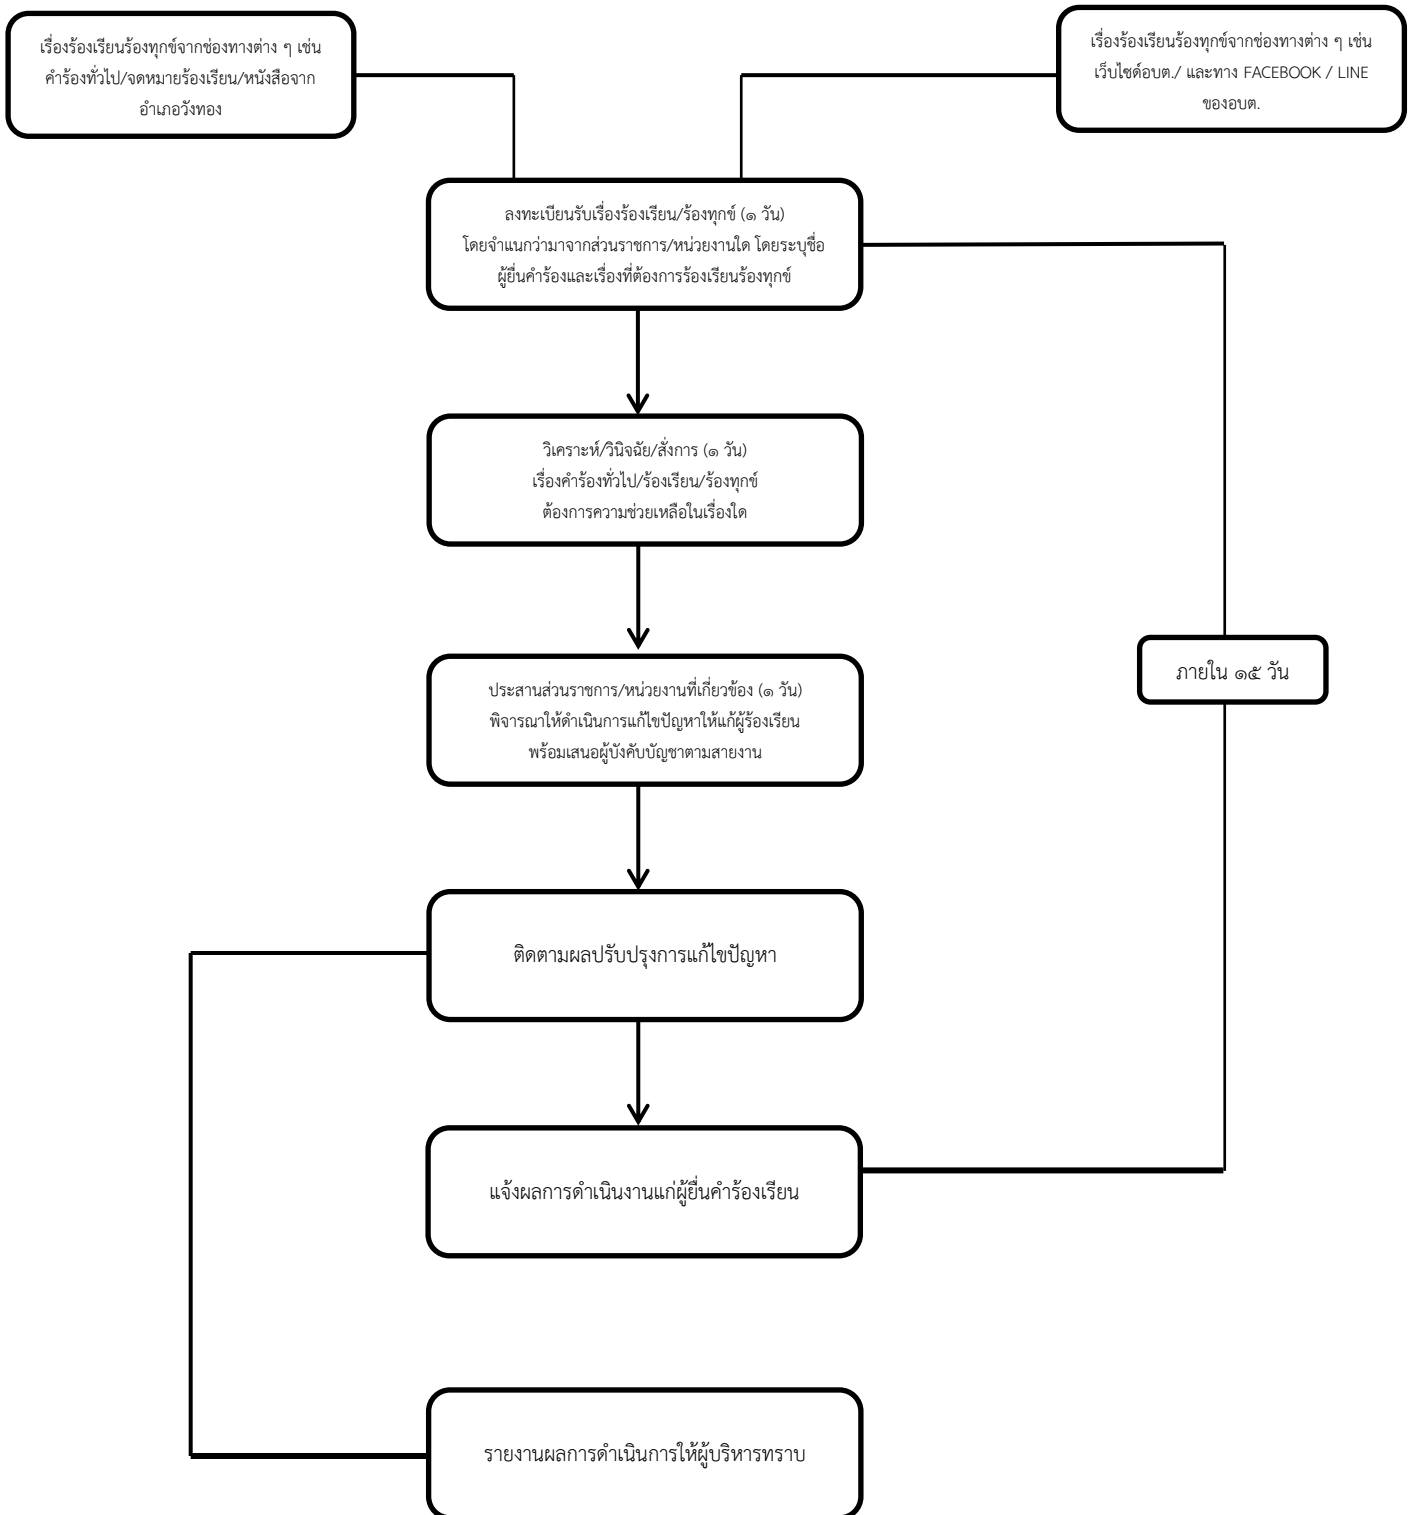 เรื่องร้องเรียนร้องทุกข์จากช่องทางต่าง ๆ เช่น
คำร้องทั่วไป/จดหมายร้องเรียน/หนังสือจาก
อำเภอวังทอง
เรื่องร้องเรียนร้องทุกข์จากช่องทางต่าง ๆ เช่น
เว็บไซด์อบต./ และทาง FACEBOOK / LINE
ของอบต.
ลงทะเบียนรับเรื่องร้องเรียน/ร้องทุกข์ (๑ วัน)
โดยจำแนกว่ามาจากส่วนราชการ/หน่วยงานใด โดยระบุชื่อ
ผู้ยื่นคำร้องและเรื่องที่ต้องการร้องเรียนร้องทุกข์
วิเคราะห์/วินิจฉัย/สั่งการ (๑ วัน)
เรื่องคำร้องทั่วไป/ร้องเรียน/ร้องทุกข์
ต้องการความช่วยเหลือในเรื่องใด
ภายใน ๑๕ วัน
ประสานส่วนราชการ/หน่วยงานที่เกี่ยวข้อง (๑ วัน)
พิจารณาให้ดำเนินการแก้ไขปัญหาให้แก้ผู้ร้องเรียน
พร้อมเสนอผู้บังคับบัญชาตามสายงาน
ติดตามผลปรับปรุงการแก้ไขปัญหา
แจ้งผลการดำเนินงานแก่ผู้ยื่นคำร้องเรียน
รายงานผลการดำเนินการให้ผู้บริหารทราบ